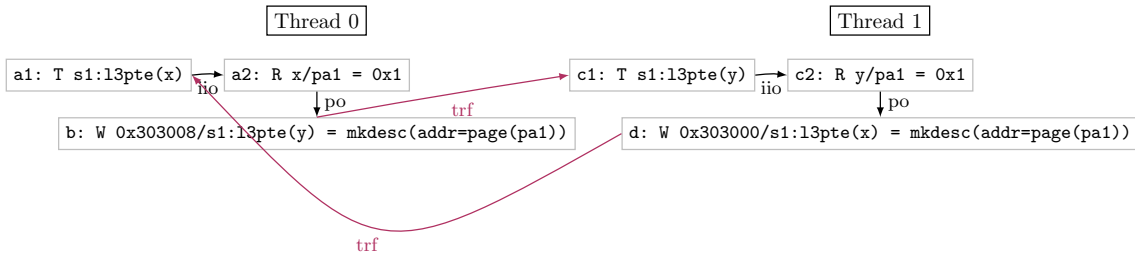 Thread 0
Thread 1
a1: T s1:l3pte(x)
iio
a2: R x/pa1 = 0x1
po
trf
c1: T s1:l3pte(y)
iio
c2: R y/pa1 = 0x1
po
b: W 0x303008/s1:l3pte(y) = mkdesc(addr=page(pa1))
d: W 0x303000/s1:l3pte(x) = mkdesc(addr=page(pa1))
trf